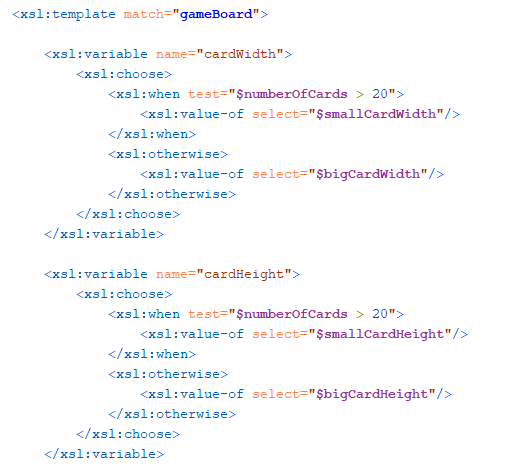 <xsl:template match="gameBoard">
<xsl:variable name="cardWidth">
<xsl:choose>
<xsl:when test="$numberOfCards > 20">
<xsl:value-of select="$smallCardWidth"/>
</xsl:when>
<xsl:otherwise>
<xsl:value-of select="$bigCardWidth"/>
</xsl:otherwise>
</xsl:choose>
</xsl:variable>
<xsl:variable name="cardHeight">
<xsl:choose>
<xsl:when test="$numberOfCards > 20">
<xsl:value-of select="$smallCardHeight"/>
</xsl:when>
<xsl:otherwise>
<xsl:value-of select="$bigCardHeight"/>
</xsl:otherwise>
</xsl:choose>
</xsl:variable>